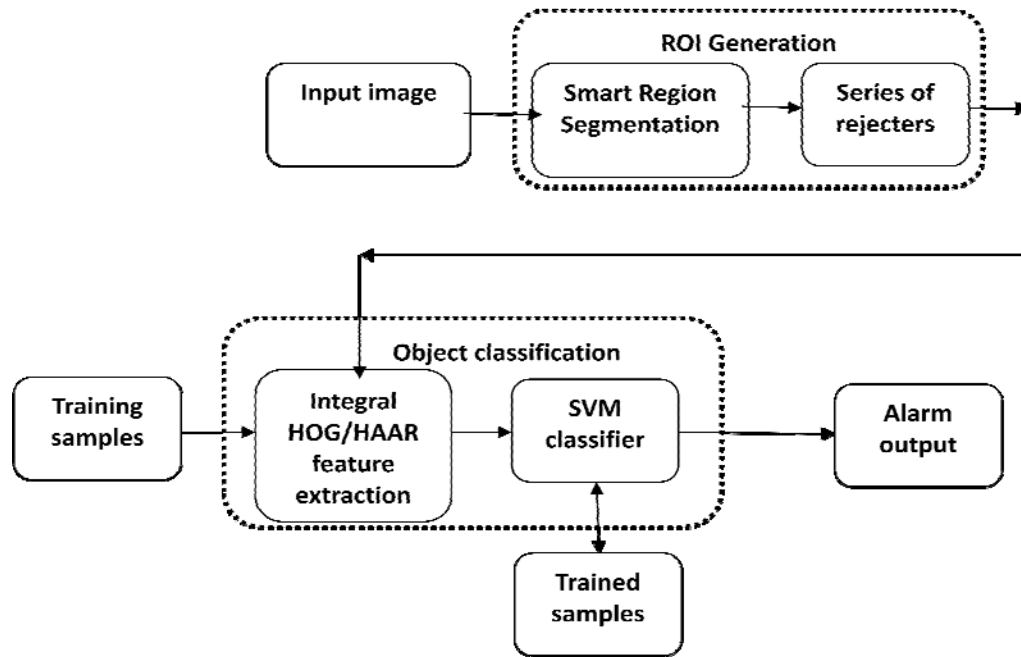 ROI Generation
Input image
Smart Region
Segmentation
Series of
rejecters
Object classification
Training
samples
Integral
HOG/HAAR
feature
extraction
SVM
classifier
Alarm
output
Trained
samples